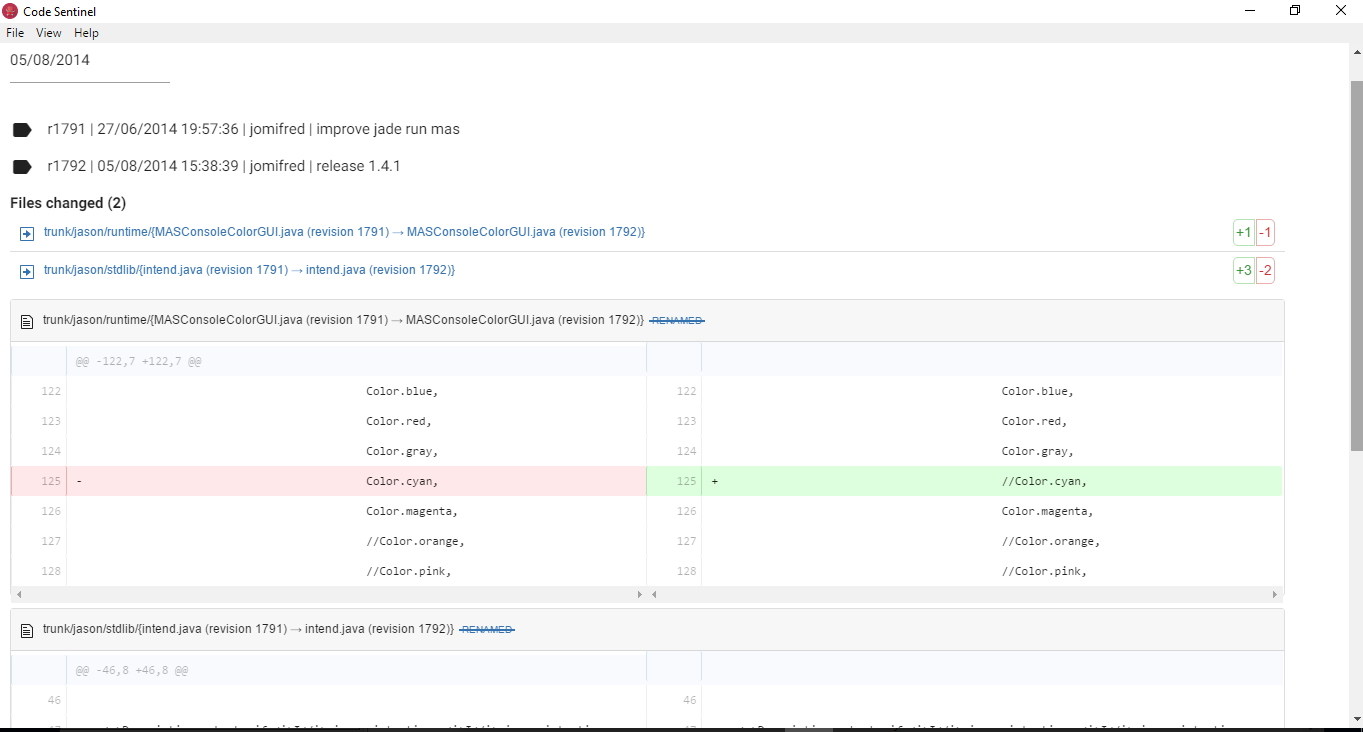 Code Sentinel
File View Help
05/08/2014
r1791 | 27/06/2014 19:57:36 | jomifred | improve jade run mas
r1792 | 05/08/2014 15:38:39 | jomifred | release 1.4.1
Files changed (2)
trunk/jason/runtime/{MASConsoleColorGUI.java (revision 1791) → MASConsoleColorGUI.java (revision 1792)} +1 -1
trunk/jason/stdlib/{intend.java (revision 1791) → intend.java (revision 1792)} +3 -2
trunk/jason/runtime/{MASConsoleColorGUI.java (revision 1791) → MASConsoleColorGUI.java (revision 1792)} RENAMED
@@ -122,7 +122,7 @@
122 Color.blue, 122 Color.blue,
123 Color.red, 123 Color.red,
124 Color.gray, 124 Color.gray,
125 - Color.cyan, 125 + //Color.cyan,
126 Color.magenta, 126 Color.magenta,
127 //Color.orange, 127 //Color.orange,
128 //Color.pink, 128 //Color.pink,
trunk/jason/stdlib/{intend.java (revision 1791) → intend.java (revision 1792)} RENAMED
@@ -46,8 +46,8 @@
46 46